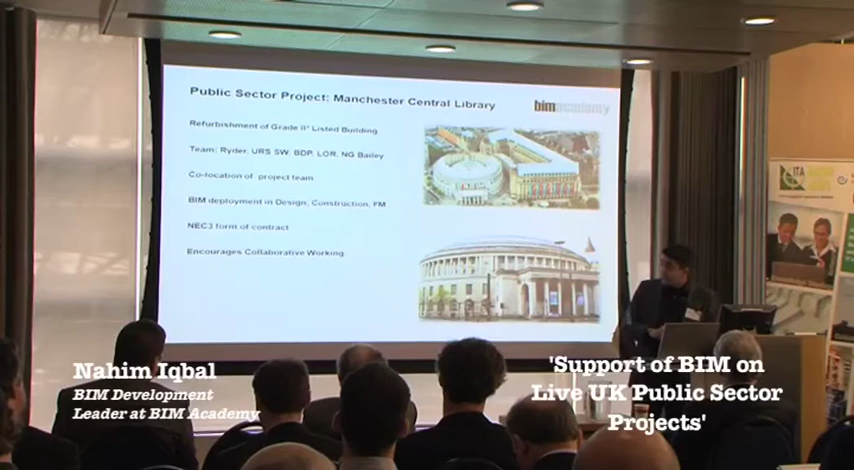 Public Sector Project: Manchester Central Library
bimacademy
Refurbishment of Grade II* Listed Building
Team: Ryder, URS SW, BDP, LOR, NG Bailey
Co-location of project team
BIM deployment in Design, Construction, FM
NEC3 form of contract
Encourages Collaborative Working
ITA
Nahim Iqbal
BIM Development
Leader at BIM Academy
'Support of BIM on
Live UK Public Sector
Projects'